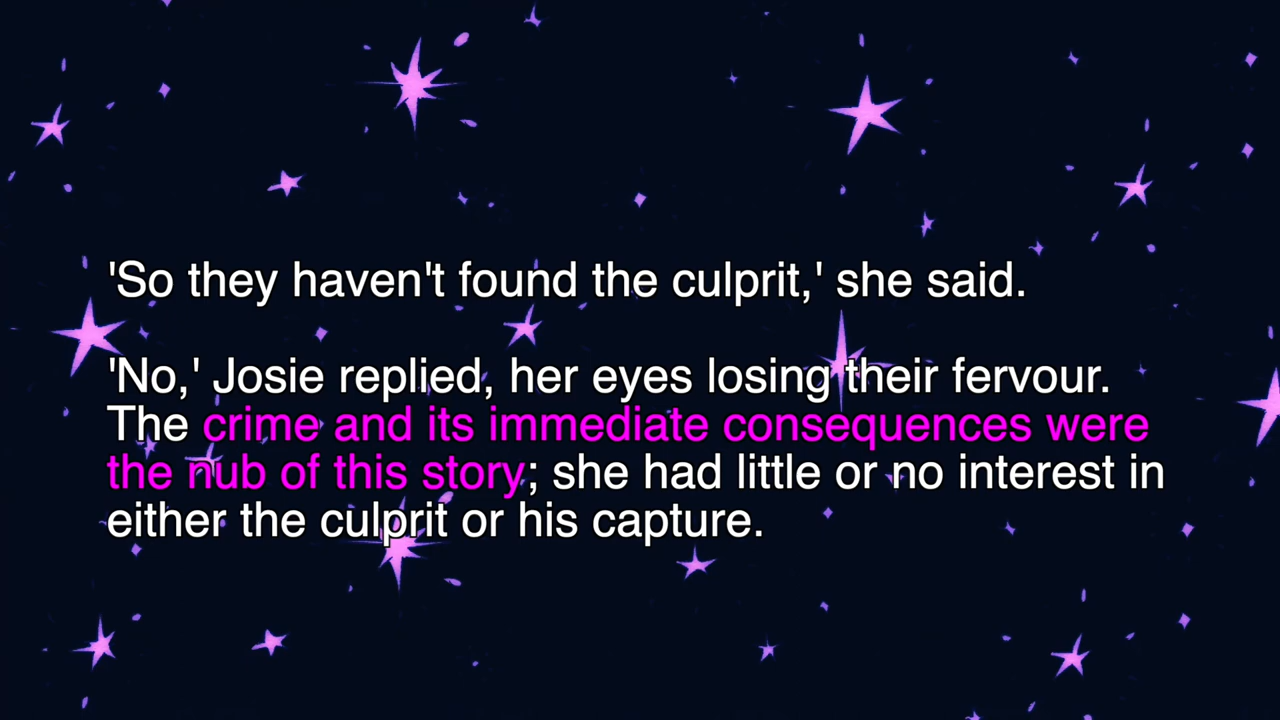 'So they haven't found the culprit,' she said.
'No,' Josie replied, her eyes losing their fervour.
The crime and its immediate consequences were
the nub of this story; she had little or no interest in
either the culprit or his capture.